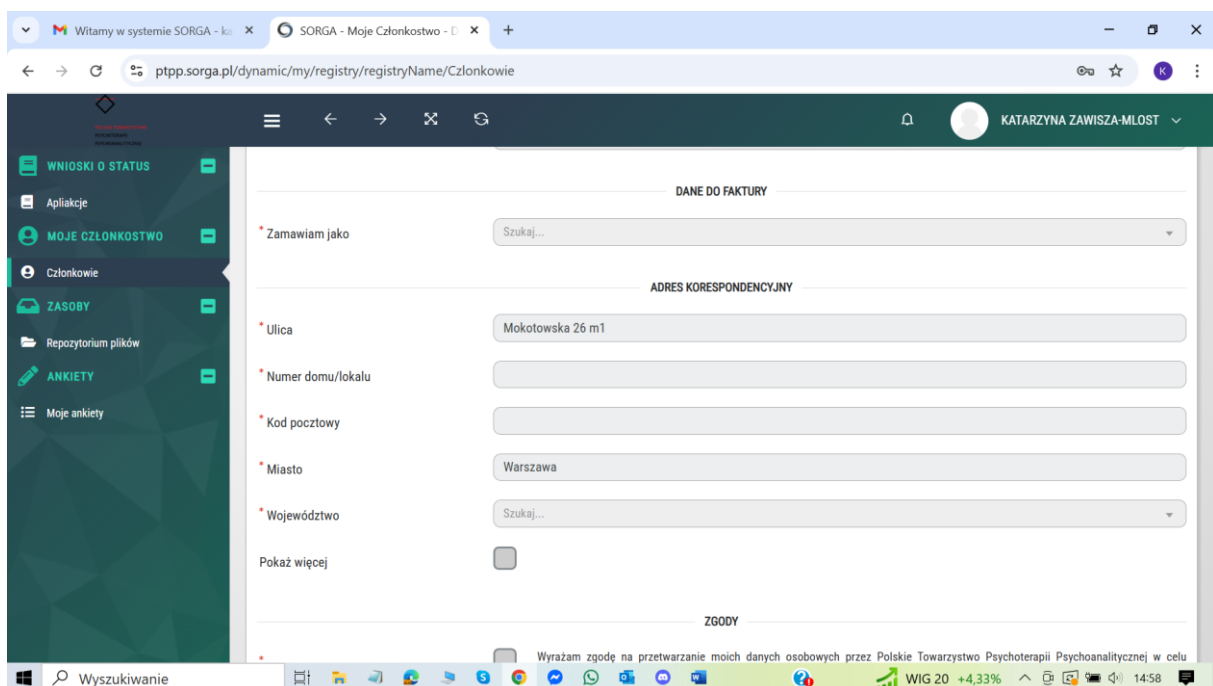 Witamy w systemie SORGA - ka
SORGA - Moje Członkostwo - D
ptpp.sorga.pl/dynamic/my/registry/registryName/Czlonkowie
K
KATARZYNA ZAWISZA-MLOST
WNIOSKI O STATUS
Apliakcje
MOJE CZŁONKOSTWO
Członkowie
ZASOBY
Repozytorium plików
ANKIETY
Moje ankiety
DANE DO FAKTURY
* Zamawiam jako
Szukaj...
ADRES KORESPONDENCYJNY
* Ulica
Mokotowska 26 m1
* Numer domu/lokalu
* Kod pocztowy
* Miasto
Warszawa
* Województwo
Szukaj...
Pokaż więcej
ZGODY
* Wyrażam zgodę na przetwarzanie moich danych osobowych przez Polskie Towarzystwo Psychoterapii Psychoanalitycznej w celu
Wyszukiwanie
WIG 20 +4,33%
14:58